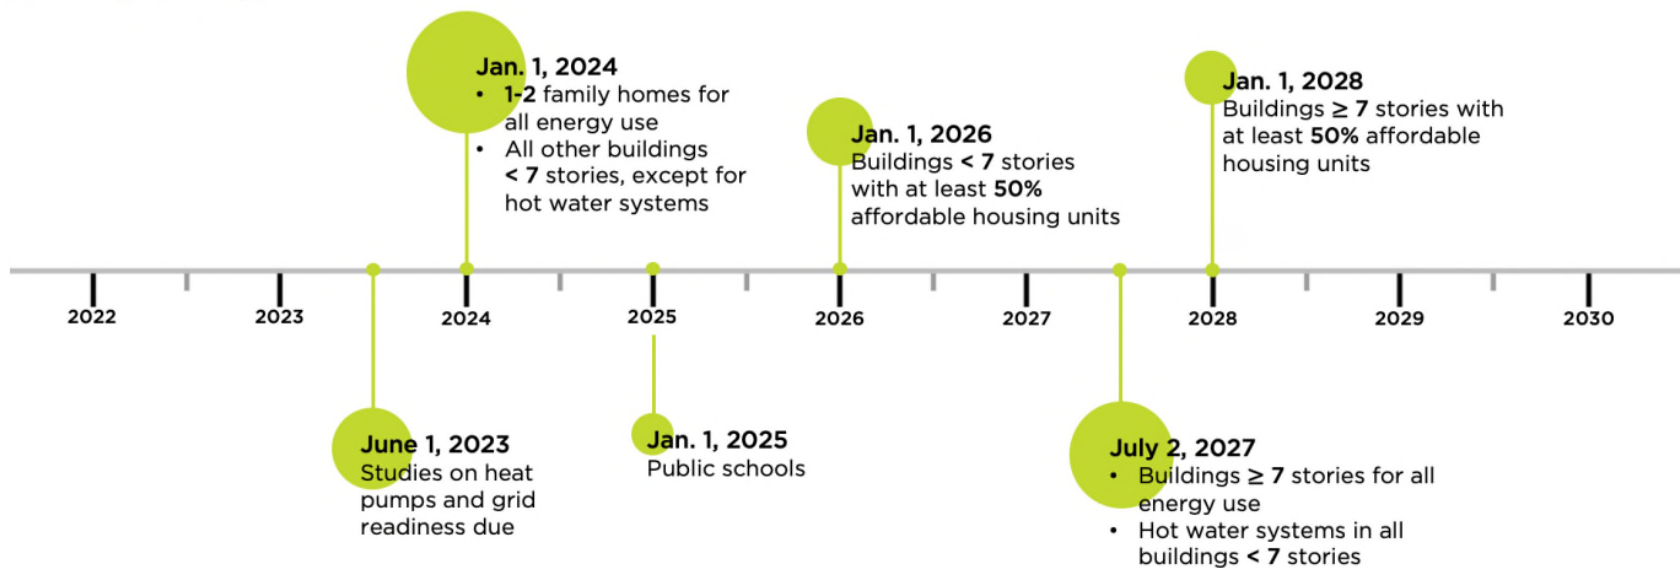 Jan. 1, 2024
• 1-2 family homes for
all energy use
• All other buildings
< 7 stories, except for
hot water systems
Jan. 1, 2026
Buildings < 7 stories
with at least 50%
affordable housing units
Jan. 1, 2028
Buildings ≥ 7 stories with
at least 50% affordable
housing units
2022
2023
2024
2025
2026
2027
2028
2029
2030
June 1, 2023
Studies on heat
pumps and grid
readiness due
Jan. 1, 2025
Public schools
July 2, 2027
• Buildings ≥ 7 stories for all
energy use
• Hot water systems in all
buildings < 7 stories